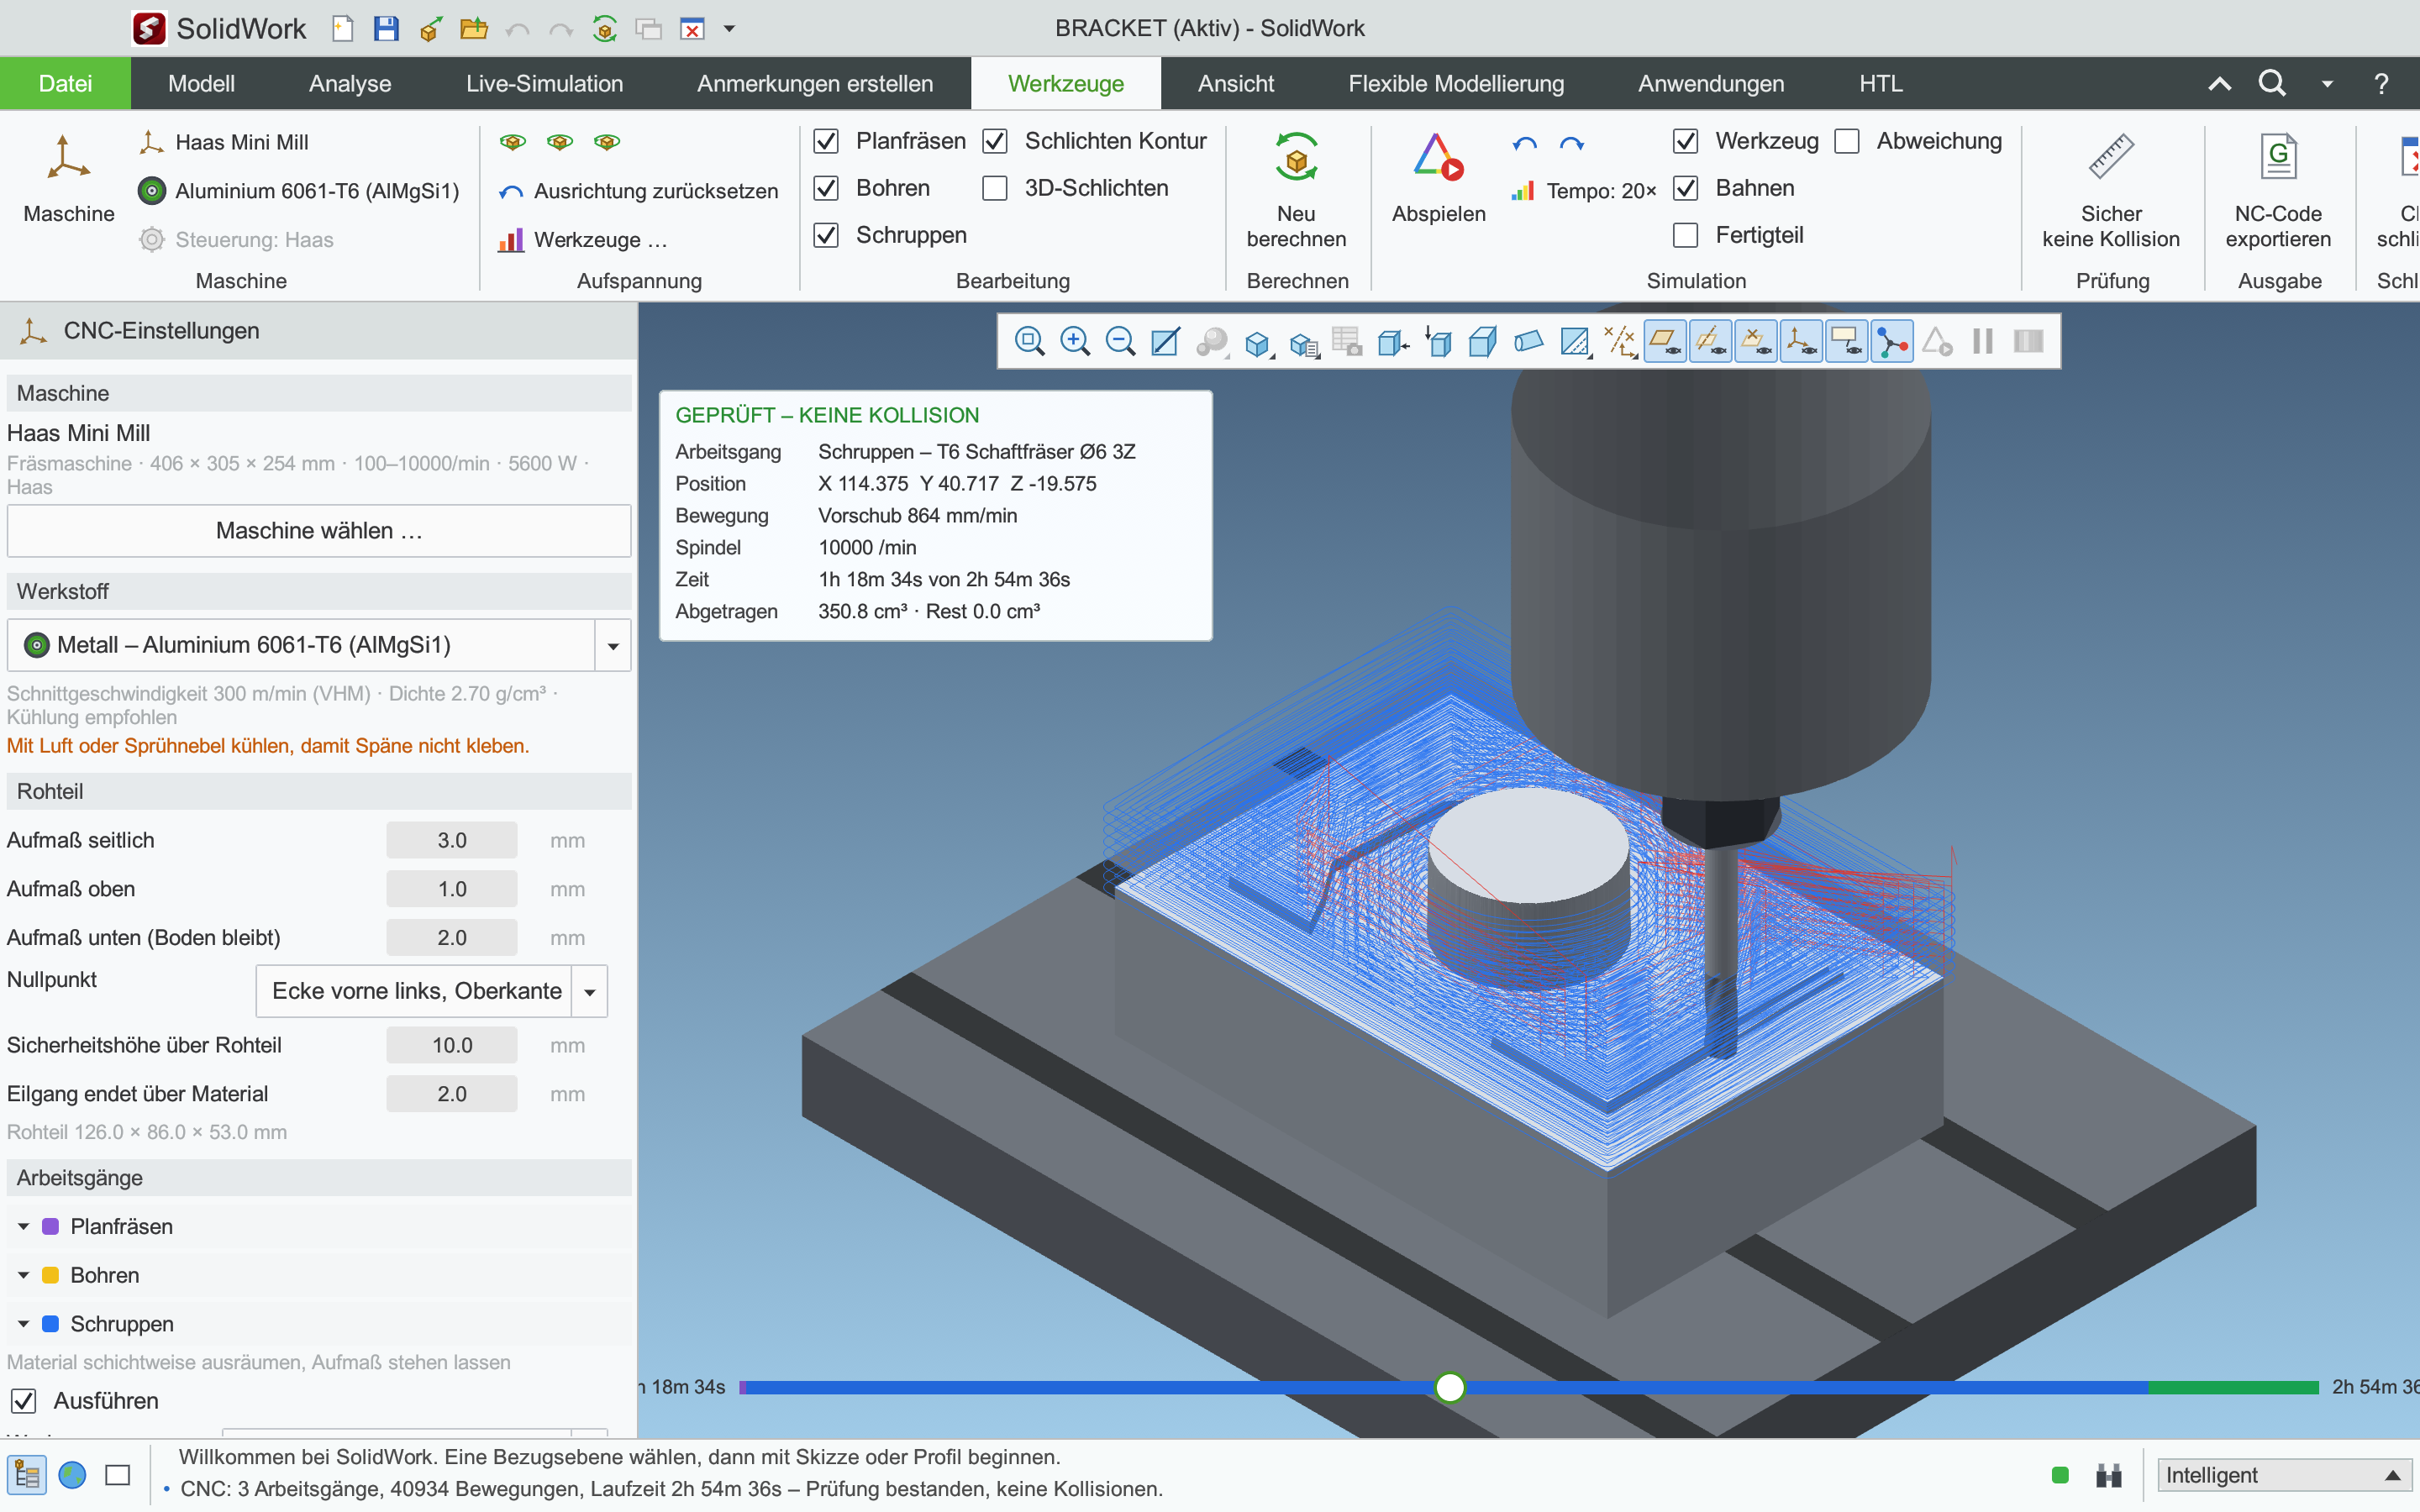 SolidWork
BRACKET (Aktiv) - SolidWork
Datei Modell Analyse Live-Simulation Anmerkungen erstellen Werkzeuge Ansicht Flexible Modellierung Anwendungen HTL ?
Maschine
Haas Mini Mill
Aluminium 6061-T6 (AlMgSi1)
Steuerung: Haas
Maschine
Ausrichtung zurücksetzen
Werkzeuge …
Aufspannung
Planfräsen
Schlichten Kontur
Bohren
3D-Schlichten
Schruppen
Bearbeitung
Neu
berechnen
Berechnen
Abspielen
Tempo: 20×
Werkzeug
Abweichung
Bahnen
Fertigteil
Simulation
Sicher
keine Kollision
Prüfung
G
NC-Code
exportieren
Ausgabe
CNC-Einstellungen
Maschine
Haas Mini Mill
Fräsmaschine · 406 × 305 × 254 mm · 100–10000/min · 5600 W ·
Haas
Maschine wählen …
Werkstoff
Metall – Aluminium 6061-T6 (AlMgSi1)
Schnittgeschwindigkeit 300 m/min (VHM) · Dichte 2.70 g/cm³ ·
Kühlung empfohlen
Mit Luft oder Sprühnebel kühlen, damit Späne nicht kleben.
Rohteil
Aufmaß seitlich 3.0 mm
Aufmaß oben 1.0 mm
Aufmaß unten (Boden bleibt) 2.0 mm
Nullpunkt Ecke vorne links, Oberkante
Sicherheitshöhe über Rohteil 10.0 mm
Eilgang endet über Material 2.0 mm
Rohteil 126.0 × 86.0 × 53.0 mm
Arbeitsgänge
Planfräsen
Bohren
Schruppen
Material schichtweise ausräumen, Aufmaß stehen lassen
Ausführen
GEPRÜFT – KEINE KOLLISION
Arbeitsgang Schruppen – T6 Schaftfräser Ø6 3Z
Position X 114.375 Y 40.717 Z -19.575
Bewegung Vorschub 864 mm/min
Spindel 10000 /min
Zeit 1h 18m 34s von 2h 54m 36s
Abgetragen 350.8 cm³ · Rest 0.0 cm³
18m 34s
2h 54m
Willkommen bei SolidWork. Eine Bezugsebene wählen, dann mit Skizze oder Profil beginnen.
• CNC: 3 Arbeitsgänge, 40934 Bewegungen, Laufzeit 2h 54m 36s – Prüfung bestanden, keine Kollisionen.
Intelligent